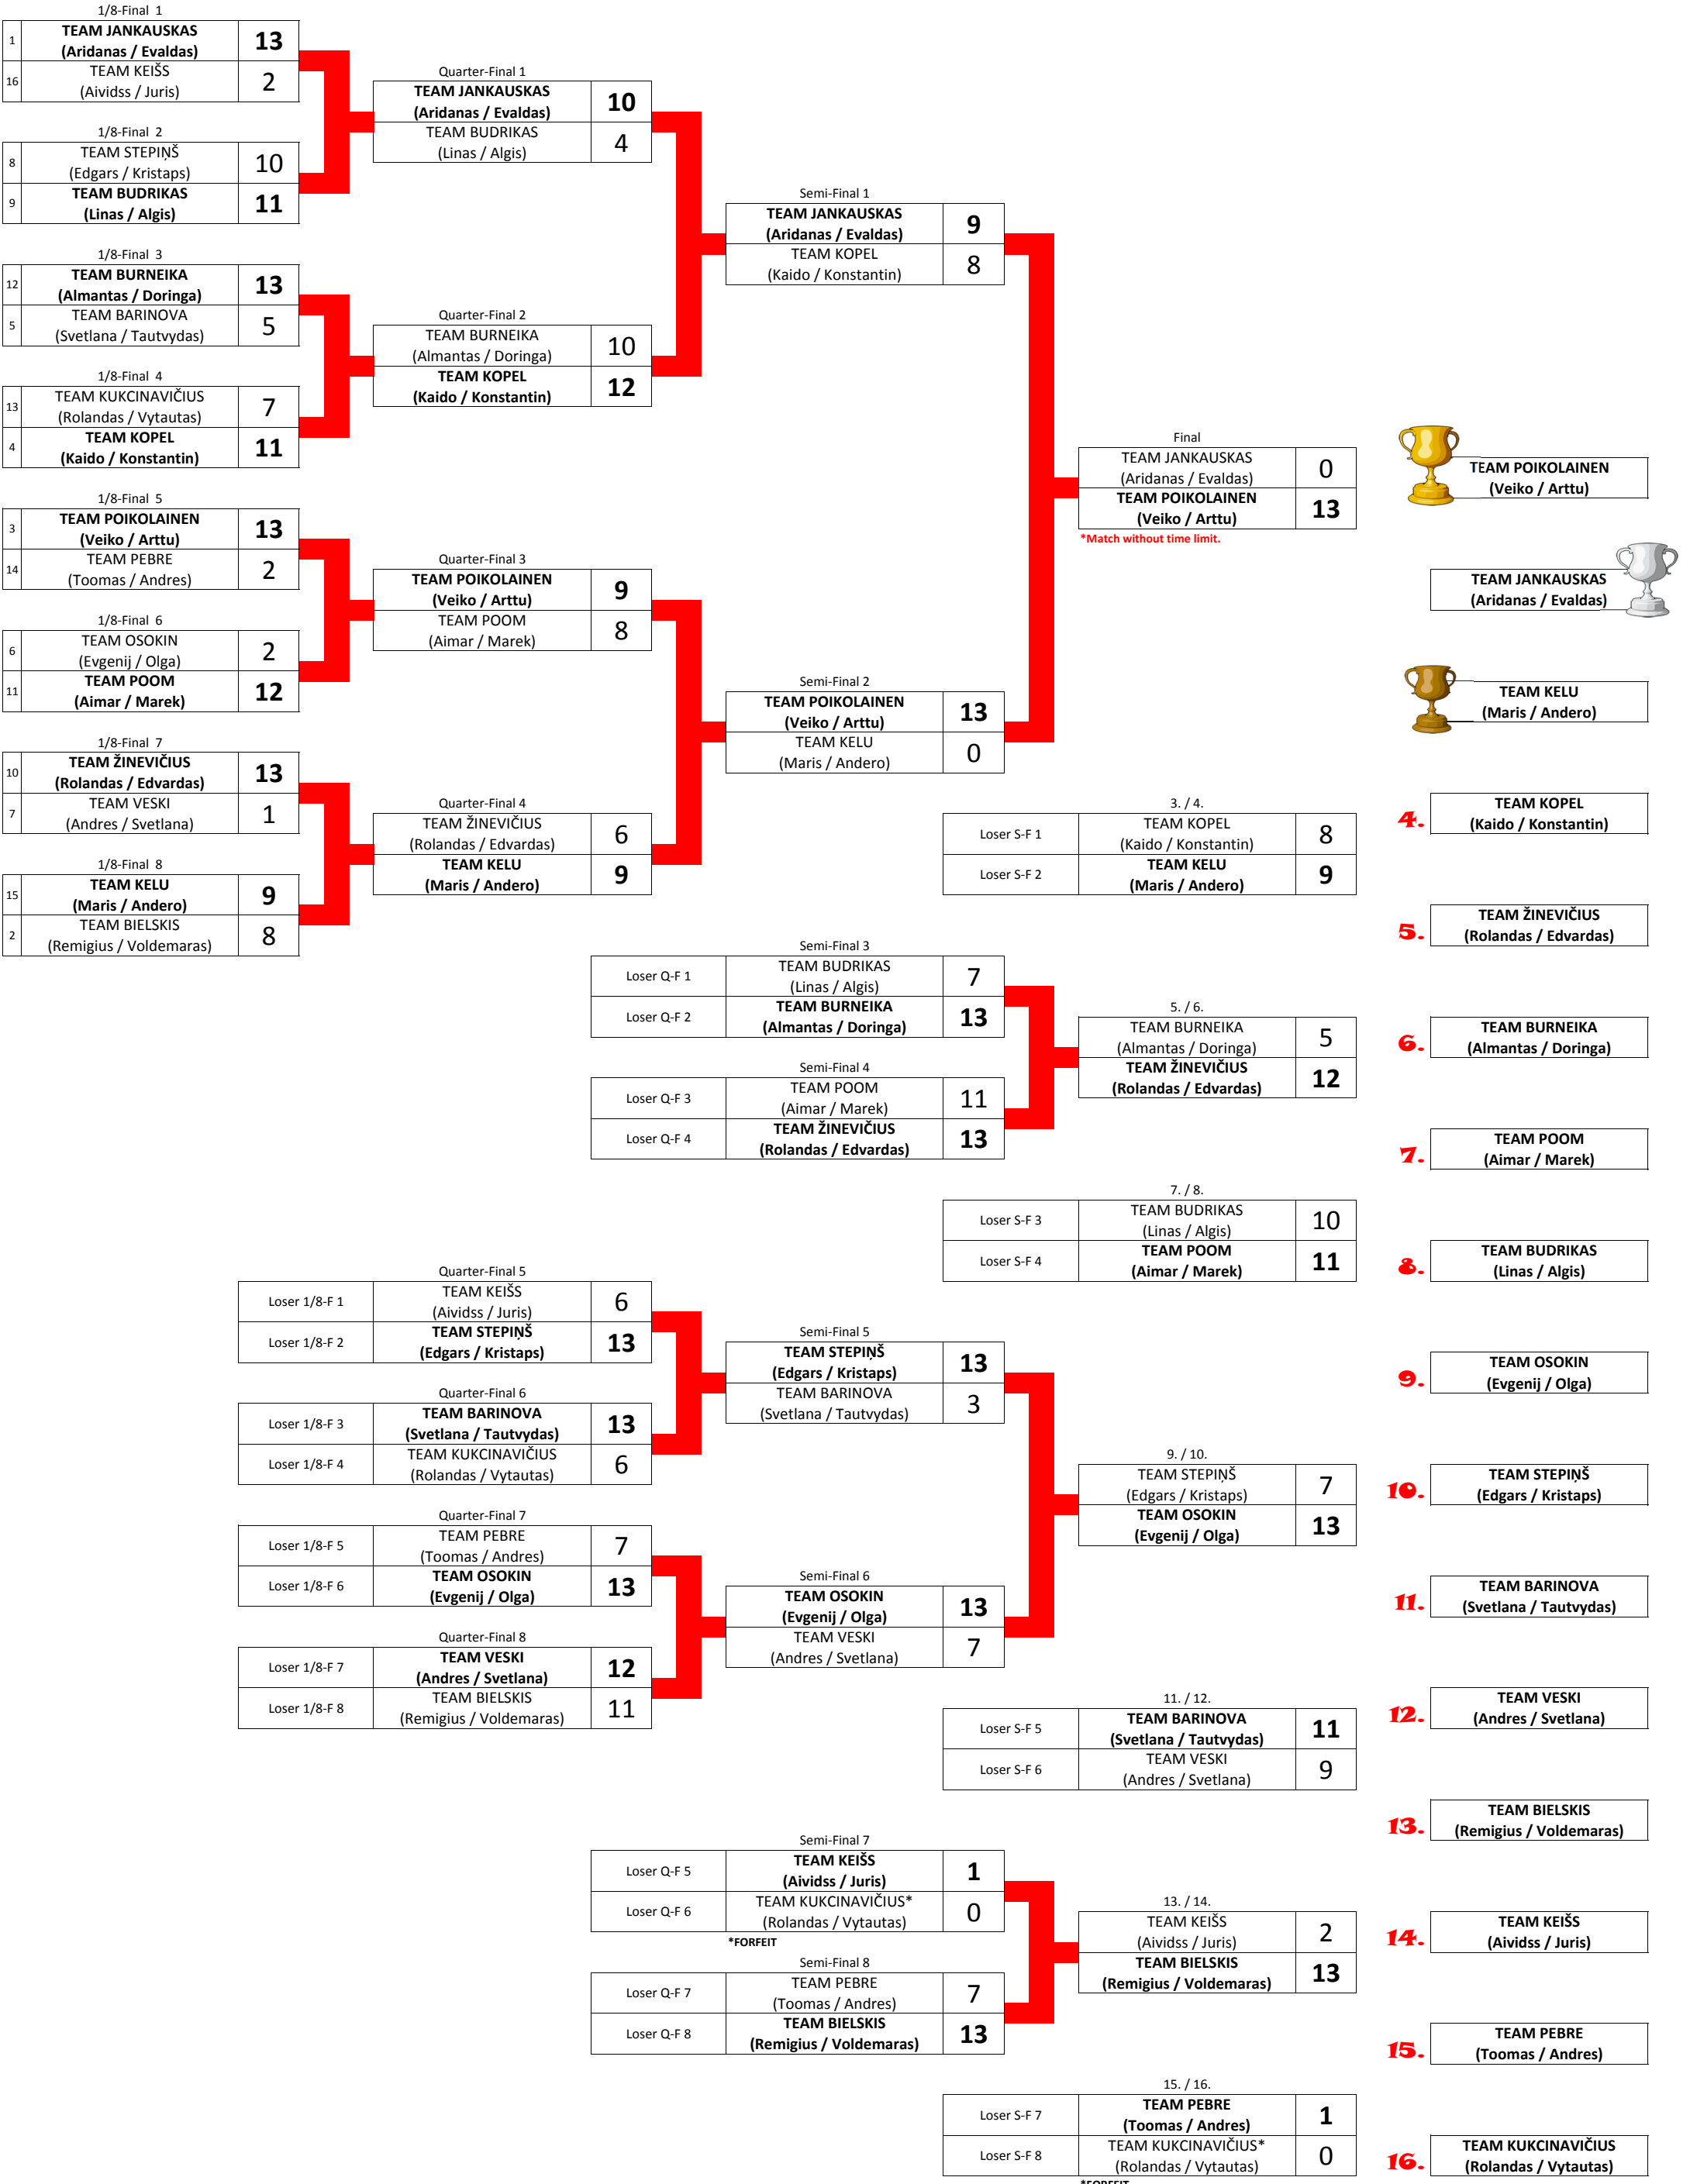 1/8-Final 1
1 TEAM JANKAUSKAS 13
(Aridanas / Evaldas)
16 TEAM KEIŠS 2
(Aividss / Juris)
1/8-Final 2
8 TEAM STEPIŅŠ 10
(Edgars / Kristaps)
9 TEAM BUDRIKAS 11
(Linas / Algis)
1/8-Final 3
12 TEAM BURNEIKA 13
(Almantas / Doringa)
5 TEAM BARINOVA 5
(Svetlana / Tautvydas)
1/8-Final 4
13 TEAM KUKCINAVIČIUS 7
(Rolandas / Vytautas)
4 TEAM KOPEL 11
(Kaido / Konstantin)
1/8-Final 5
3 TEAM POIKOLAINEN 13
(Veiko / Arttu)
14 TEAM PEBRE 2
(Toomas / Andres)
1/8-Final 6
6 TEAM OSOKIN 2
(Evgenij / Olga)
11 TEAM POOM 12
(Aimar / Marek)
1/8-Final 7
10 TEAM ŽINEVIČIUS 13
(Rolandas / Edvardas)
7 TEAM VESKI 1
(Andres / Svetlana)
1/8-Final 8
15 TEAM KELU 9
(Maris / Andero)
2 TEAM BIELSKIS 8
(Remigius / Voldemaras)
Quarter-Final 1
TEAM JANKAUSKAS 10
(Aridanas / Evaldas)
TEAM BUDRIKAS 4
(Linas / Algis)
Quarter-Final 2
TEAM BURNEIKA 10
(Almantas / Doringa)
TEAM KOPEL 12
(Kaido / Konstantin)
Quarter-Final 3
TEAM POIKOLAINEN 9
(Veiko / Arttu)
TEAM POOM 8
(Aimar / Marek)
Quarter-Final 4
TEAM ŽINEVIČIUS 6
(Rolandas / Edvardas)
TEAM KELU 9
(Maris / Andero)
Semi-Final 1
TEAM JANKAUSKAS 9
(Aridanas / Evaldas)
TEAM KOPEL 8
(Kaido / Konstantin)
Semi-Final 2
TEAM POIKOLAINEN 13
(Veiko / Arttu)
TEAM KELU 0
(Maris / Andero)
Final
TEAM JANKAUSKAS 0
(Aridanas / Evaldas)
TEAM POIKOLAINEN 13
(Veiko / Arttu)
*Match without time limit.
3. / 4.
Loser S-F 1 TEAM KOPEL 8
(Kaido / Konstantin)
Loser S-F 2 TEAM KELU 9
(Maris / Andero)
Semi-Final 3
Loser Q-F 1 TEAM BUDRIKAS 7
(Linas / Algis)
Loser Q-F 2 TEAM BURNEIKA 13
(Almantas / Doringa)
Semi-Final 4
Loser Q-F 3 TEAM POOM 11
(Aimar / Marek)
Loser Q-F 4 TEAM ŽINEVIČIUS 13
(Rolandas / Edvardas)
5. / 6.
TEAM BURNEIKA 5
(Almantas / Doringa)
TEAM ŽINEVIČIUS 12
(Rolandas / Edvardas)
7. / 8.
Loser S-F 3 TEAM BUDRIKAS 10
(Linas / Algis)
Loser S-F 4 TEAM POOM 11
(Aimar / Marek)
Quarter-Final 5
Loser 1/8-F 1 TEAM KEIŠS 6
(Aividss / Juris)
Loser 1/8-F 2 TEAM STEPIŅŠ 13
(Edgars / Kristaps)
Quarter-Final 6
Loser 1/8-F 3 TEAM BARINOVA 13
(Svetlana / Tautvydas)
Loser 1/8-F 4 TEAM KUKCINAVIČIUS 6
(Rolandas / Vytautas)
Quarter-Final 7
Loser 1/8-F 5 TEAM PEBRE 7
(Toomas / Andres)
Loser 1/8-F 6 TEAM OSOKIN 13
(Evgenij / Olga)
Quarter-Final 8
Loser 1/8-F 7 TEAM VESKI 12
(Andres / Svetlana)
Loser 1/8-F 8 TEAM BIELSKIS 11
(Remigius / Voldemaras)
Semi-Final 5
TEAM STEPIŅŠ 13
(Edgars / Kristaps)
TEAM BARINOVA 3
(Svetlana / Tautvydas)
Semi-Final 6
TEAM OSOKIN 13
(Evgenij / Olga)
TEAM VESKI 7
(Andres / Svetlana)
9. / 10.
TEAM STEPIŅŠ 7
(Edgars / Kristaps)
TEAM OSOKIN 13
(Evgenij / Olga)
11. / 12.
Loser S-F 5 TEAM BARINOVA 11
(Svetlana / Tautvydas)
Loser S-F 6 TEAM VESKI 9
(Andres / Svetlana)
Semi-Final 7
Loser Q-F 5 TEAM KEIŠS 1
(Aividss / Juris)
Loser Q-F 6 TEAM KUKCINAVIČIUS* 0
(Rolandas / Vytautas)
*FORFEIT
Semi-Final 8
Loser Q-F 7 TEAM PEBRE 7
(Toomas / Andres)
Loser Q-F 8 TEAM BIELSKIS 13
(Remigius / Voldemaras)
13. / 14.
TEAM KEIŠS 2
(Aividss / Juris)
TEAM BIELSKIS 13
(Remigius / Voldemaras)
15. / 16.
Loser S-F 7 TEAM PEBRE 1
(Toomas / Andres)
Loser S-F 8 TEAM KUKCINAVIČIUS* 0
(Rolandas / Vytautas)
*FORFEIT
TEAM POIKOLAINEN
(Veiko / Arttu)
TEAM JANKAUSKAS
(Aridanas / Evaldas)
TEAM KELU
(Maris / Andero)
4. TEAM KOPEL
(Kaido / Konstantin)
5. TEAM ŽINEVIČIUS
(Rolandas / Edvardas)
6. TEAM BURNEIKA
(Almantas / Doringa)
7. TEAM POOM
(Aimar / Marek)
8. TEAM BUDRIKAS
(Linas / Algis)
9. TEAM OSOKIN
(Evgenij / Olga)
10. TEAM STEPIŅŠ
(Edgars / Kristaps)
11. TEAM BARINOVA
(Svetlana / Tautvydas)
12. TEAM VESKI
(Andres / Svetlana)
13. TEAM BIELSKIS
(Remigius / Voldemaras)
14. TEAM KEIŠS
(Aividss / Juris)
15. TEAM PEBRE
(Toomas / Andres)
16. TEAM KUKCINAVIČIUS
(Rolandas / Vytautas)